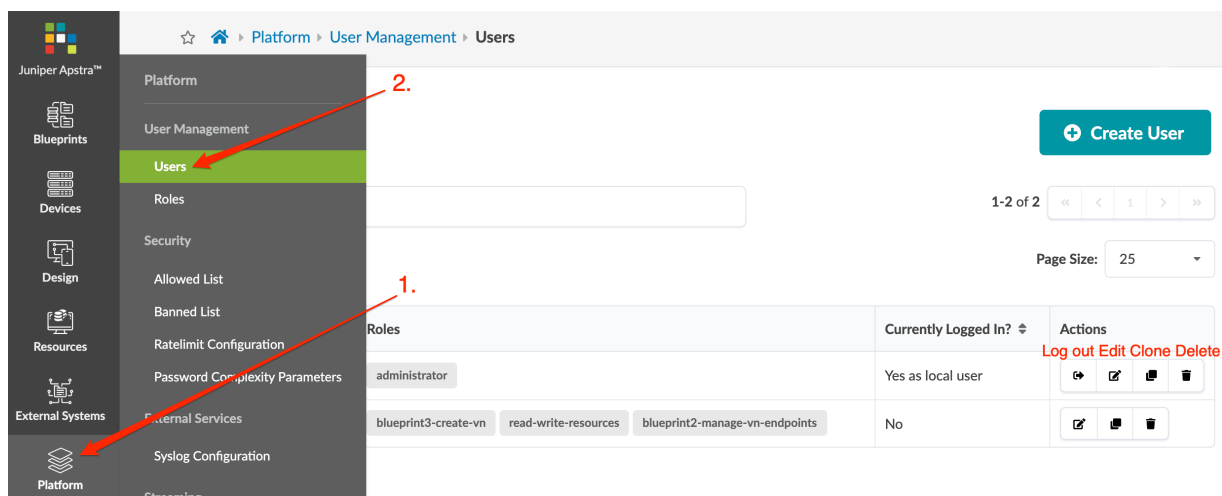 Juniper Apstra™
Blueprints
Devices
Design
Resources
External Systems
Platform
Platform User Management Users
Platform
User Management
Users
Roles
Security
Allowed List
Banned List
Ratelimit Configuration
Password Complexity Parameters
External Services
Syslog Configuration
Streaming
2.
1.
Create User
1-2 of 2 « < 1 > »
Page Size: 25
Roles Currently Logged In? Actions
Log out Edit Clone Delete
administrator Yes as local user
blueprint3-create-vn read-write-resources blueprint2-manage-vn-endpoints No